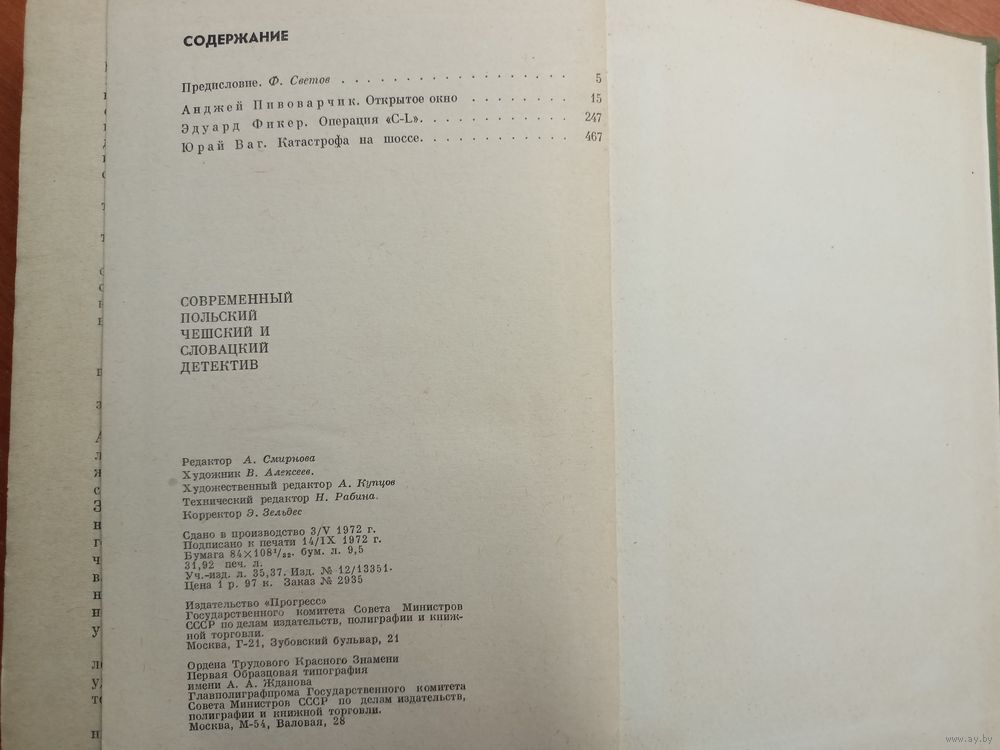 СОДЕРЖАНИЕ
Предисловие. Ф. Светов . . . . . . . . . . . . . . . . . . 5
Анджей Пивоварчик. Открытое окно . . . . . . . . 15
Эдуард Фикер. Операция «C-L». . . . . . . . . . . . 247
Юрай Ваг. Катастрофа на шоссе. . . . . . . . . . . . 467
СОВРЕМЕННЫЙ
ПОЛЬСКИЙ
ЧЕШСКИЙ И
СЛОВАЦКИЙ
ДЕТЕКТИВ
Редактор А. Смирнова
Художник В. Алексеев.
Художественный редактор А. Купцов
Технический редактор Н. Рабина.
Корректор Э. Зельдес
Сдано в производство 3/V 1972 г.
Подписано к печати 14/IX 1972 г.
Бумага 84×108¹/₃₂. бум. л. 9,5
31,92 печ. л.
Уч.-изд. л. 35,37. Изд. № 12/13351.
Цена 1 р. 97 к. Заказ № 2935
Издательство «Прогресс»
Государственного комитета Совета Министров
СССР по делам издательств, полиграфии и книж-
ной торговли.
Москва, Г-21, Зубовский бульвар, 21
Ордена Трудового Красного Знамени
Первая Образцовая типография
имени А. А. Жданова
Главполиграфпрома Государственного комитета
Совета Министров СССР по делам издательств,
полиграфии и книжной торговли.
Москва, М-54, Валовая, 28
www.ay.by